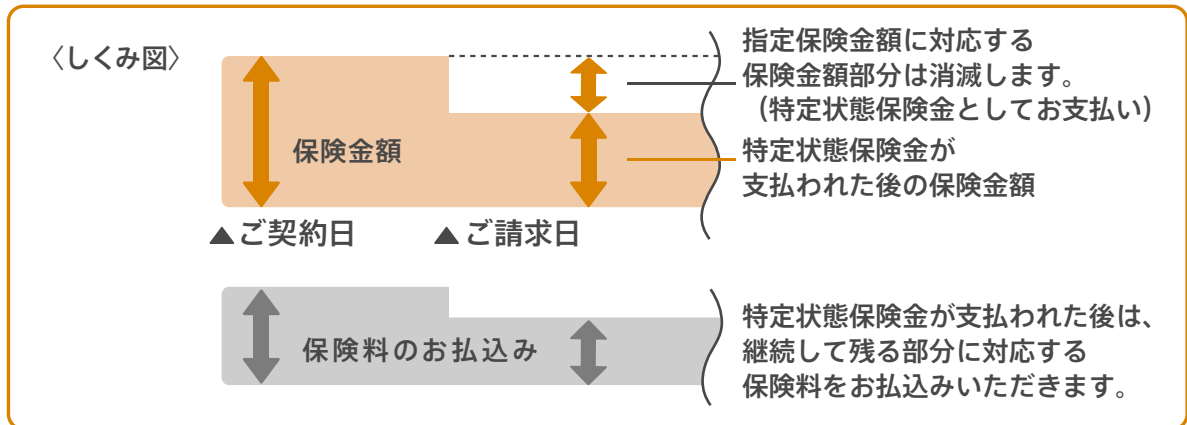 〈しくみ図〉
指定保険金額に対応する
保険金額部分は消滅します。
（特定状態保険金としてお支払い）
保険金額
特定状態保険金が
支払われた後の保険金額
▲ご契約日
▲ご請求日
保険料のお払込み
特定状態保険金が支払われた後は、
継続して残る部分に対応する
保険料をお払込みいただきます。